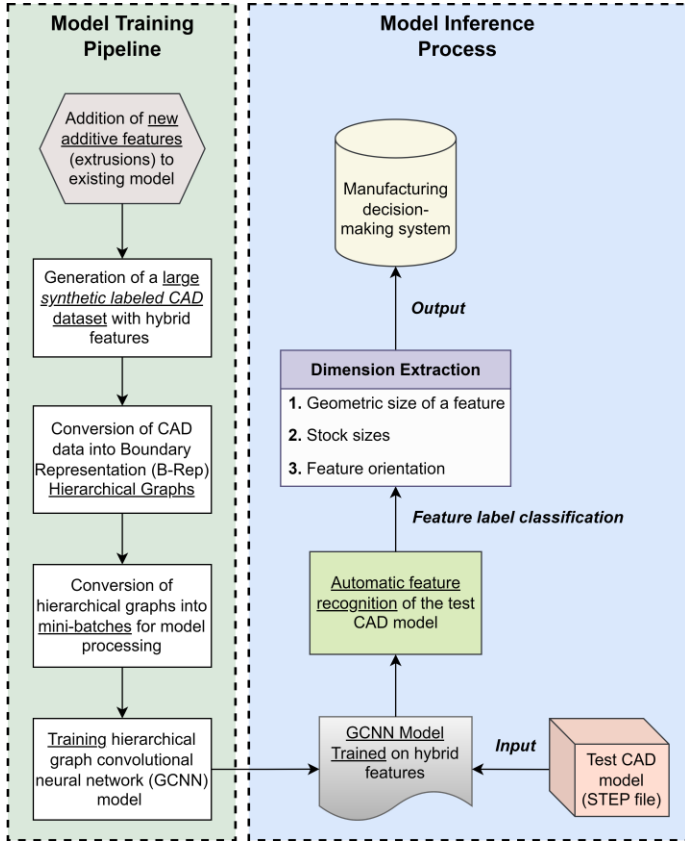 Model Training
Pipeline
Addition of new
additive features
(extrusions) to
existing model
Generation of a large
synthetic labeled CAD
dataset with hybrid
features
Conversion of CAD
data into Boundary
Representation (B-Rep)
Hierarchical Graphs
Conversion of
hierarchical graphs into
mini-batches for model
processing
Training hierarchical
graph convolutional
neural network (GCNN)
model
Model Inference
Process
Manufacturing
decision-
making system
Output
Dimension Extraction
1. Geometric size of a feature
2. Stock sizes
3. Feature orientation
Feature label classification
Automatic feature
recognition of the test
CAD model
GCNN Model
Trained on hybrid
features
Input
Test CAD
model
(STEP file)